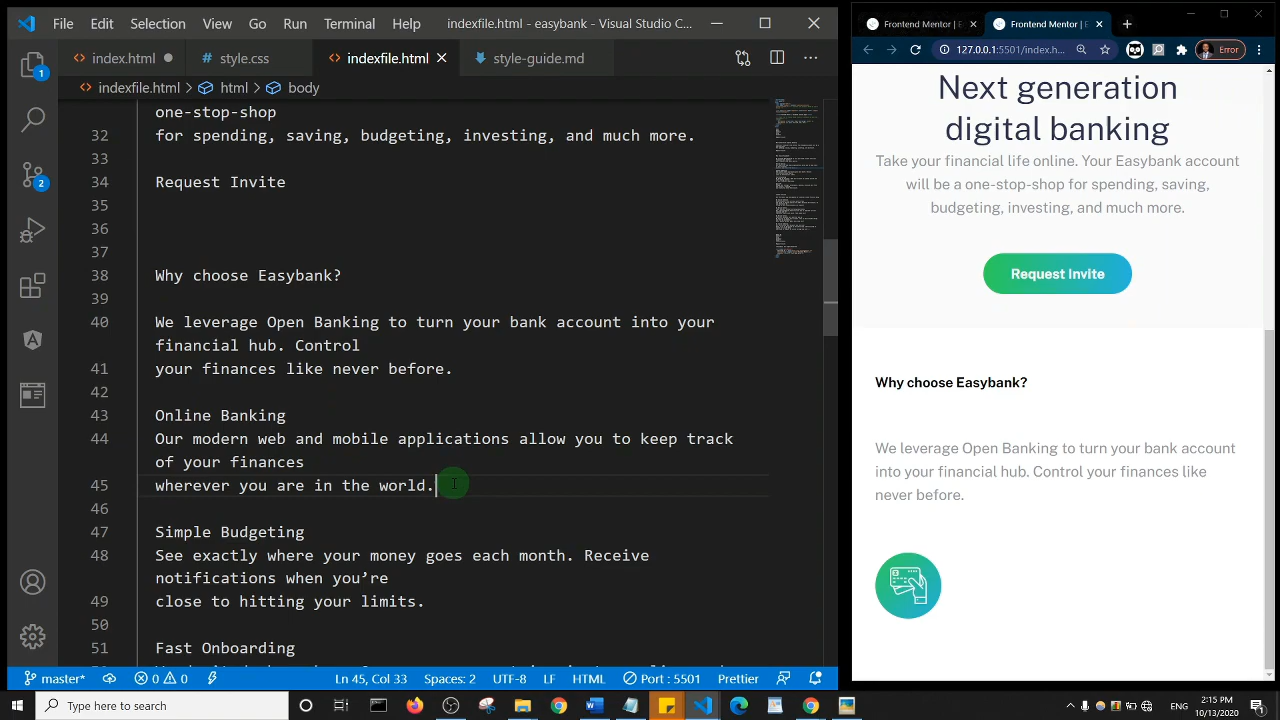 File Edit Selection View Go Run Terminal Help indexfile.html - easybank - Visual Studio ...
index.html
style.css
indexfile.html
style-guide.md
indexfile.html > html > body
one-stop-shop
32 for spending, saving, budgeting, investing, and much more.
33
34 Request Invite
35
36
37
38 Why choose Easybank?
39
40 We leverage Open Banking to turn your bank account into your
financial hub. Control
41 your finances like never before.
42
43 Online Banking
44 Our modern web and mobile applications allow you to keep track
of your finances
45 wherever you are in the world.
46
47 Simple Budgeting
48 See exactly where your money goes each month. Receive
notifications when you’re
49 close to hitting your limits.
50
51 Fast Onboarding
1
2
master* 0 0 Ln 45, Col 33 Spaces: 2 UTF-8 LF HTML Port : 5501 Prettier
Frontend Mentor | E
Frontend Mentor | E
127.0.0.1:5501/index.h... Error
Next generation
digital banking
Take your financial life online. Your Easybank account
will be a one-stop-shop for spending, saving,
budgeting, investing, and much more.
Request Invite
Why choose Easybank?
We leverage Open Banking to turn your bank account
into your financial hub. Control your finances like
never before.
Type here to search
ENG
2:15 PM
10/13/2020
1